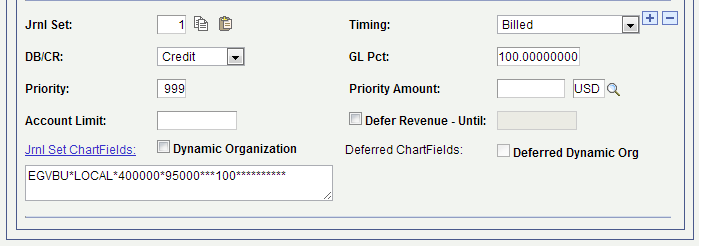 Jrnl Set: 1 Timing: Billed
DB/CR: Credit GL Pct: 100.00000000
Priority: 999 Priority Amount: USD
Account Limit: Defer Revenue - Until:
Jrnl Set ChartFields: Dynamic Organization Deferred ChartFields: Deferred Dynamic Org
EGVBU*LOCAL*400000*95000***100**********